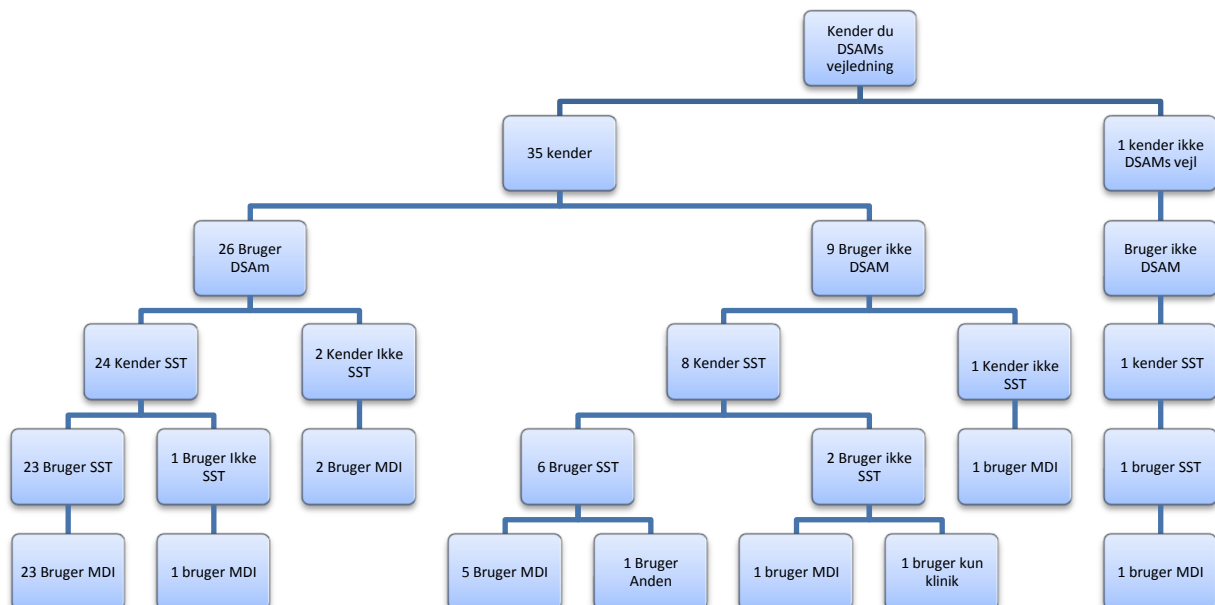 Kender du
DSAMs
vejledning
35 kender
1 kender ikke
DSAMs vejl
26 Bruger
DSAm
9 Bruger ikke
DSAM
Bruger ikke
DSAM
24 Kender SST
2 Kender Ikke
SST
8 Kender SST
1 Kender ikke
SST
1 kender SST
23 Bruger SST
1 Bruger Ikke
SST
2 Bruger MDI
6 Bruger SST
2 Bruger ikke
SST
1 bruger MDI
1 bruger SST
23 Bruger MDI
1 bruger MDI
5 Bruger MDI
1 Bruger
Anden
1 bruger MDI
1 bruger kun
klinik
1 bruger MDI